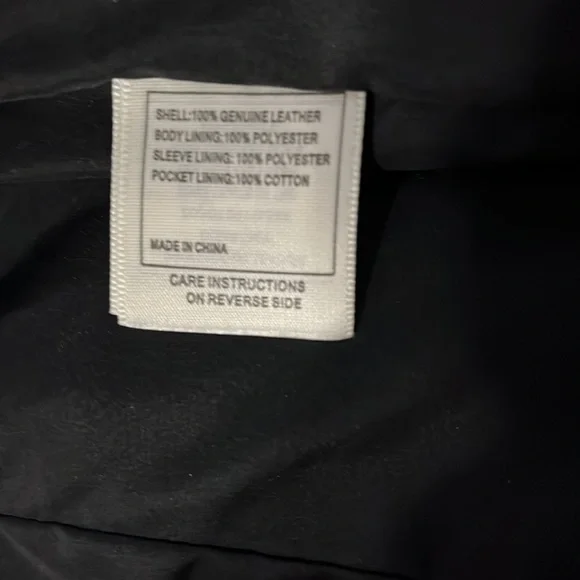 SHELL:100% GENUINE LEATHER
BODY LINING:100% POLYESTER
SLEEVE LINING: 100% POLYESTER
POCKET LINING:100% COTTON
MADE IN CHINA
CARE INSTRUCTIONS
ON REVERSE SIDE